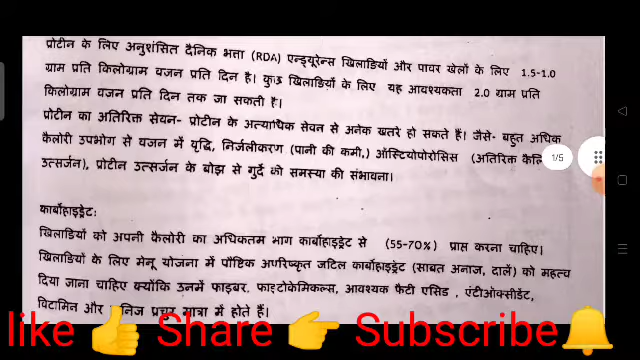 प्रोटीन के लिए अनुशंसित दैनिक भत्ता (RDA) एन्ड्यूरेन्स खिलाडियों और पावर खेलों के लिए 1.5-1.0
ग्राम प्रति किलोग्राम वजन प्रति दिन है। कुछ खिलाडियों के लिए यह आवश्यकता 2.0 ग्राम प्रति
किलोग्राम वजन प्रति दिन तक जा सकती है।
प्रोटीन का अतिरिक्त सेवन- प्रोटीन के अत्याधिक सेवन से अनेक खतरे हो सकते हैं। जैसे- बहुत अधिक
कैलोरी उपभोग से वजन में वृद्धि, निर्जलीकरण (पानी की कमी,) ऑस्टियोपोरोसिस (अतिरिक्त
उत्सर्जन), प्रोटीन उत्सर्जन के बोझ से गुर्दे को समस्या की संभावना।
1/5
कार्बोहाइड्रेट:
खिलाडियों को अपनी कैलोरी का अधिकतम भाग कार्बोहाइड्रेट से (55-70%) प्राप्त करना चाहिए।
खिलाडियों के लिए मेनू योजना में पौष्टिक अपरिष्कृत जटिल कार्बोहाइड्रेट (साबत अनाज, दालें) को महत्व
दिया जाना चाहिए क्योंकि उनमें फाइबर, फाइटोकेमिकल्स, आवश्यक फैटी एसिड, एंटीऑक्सीडेंट,
विटामिन और खनिज प्रचुर मात्रा में होते हैं।
like Share Subscribe